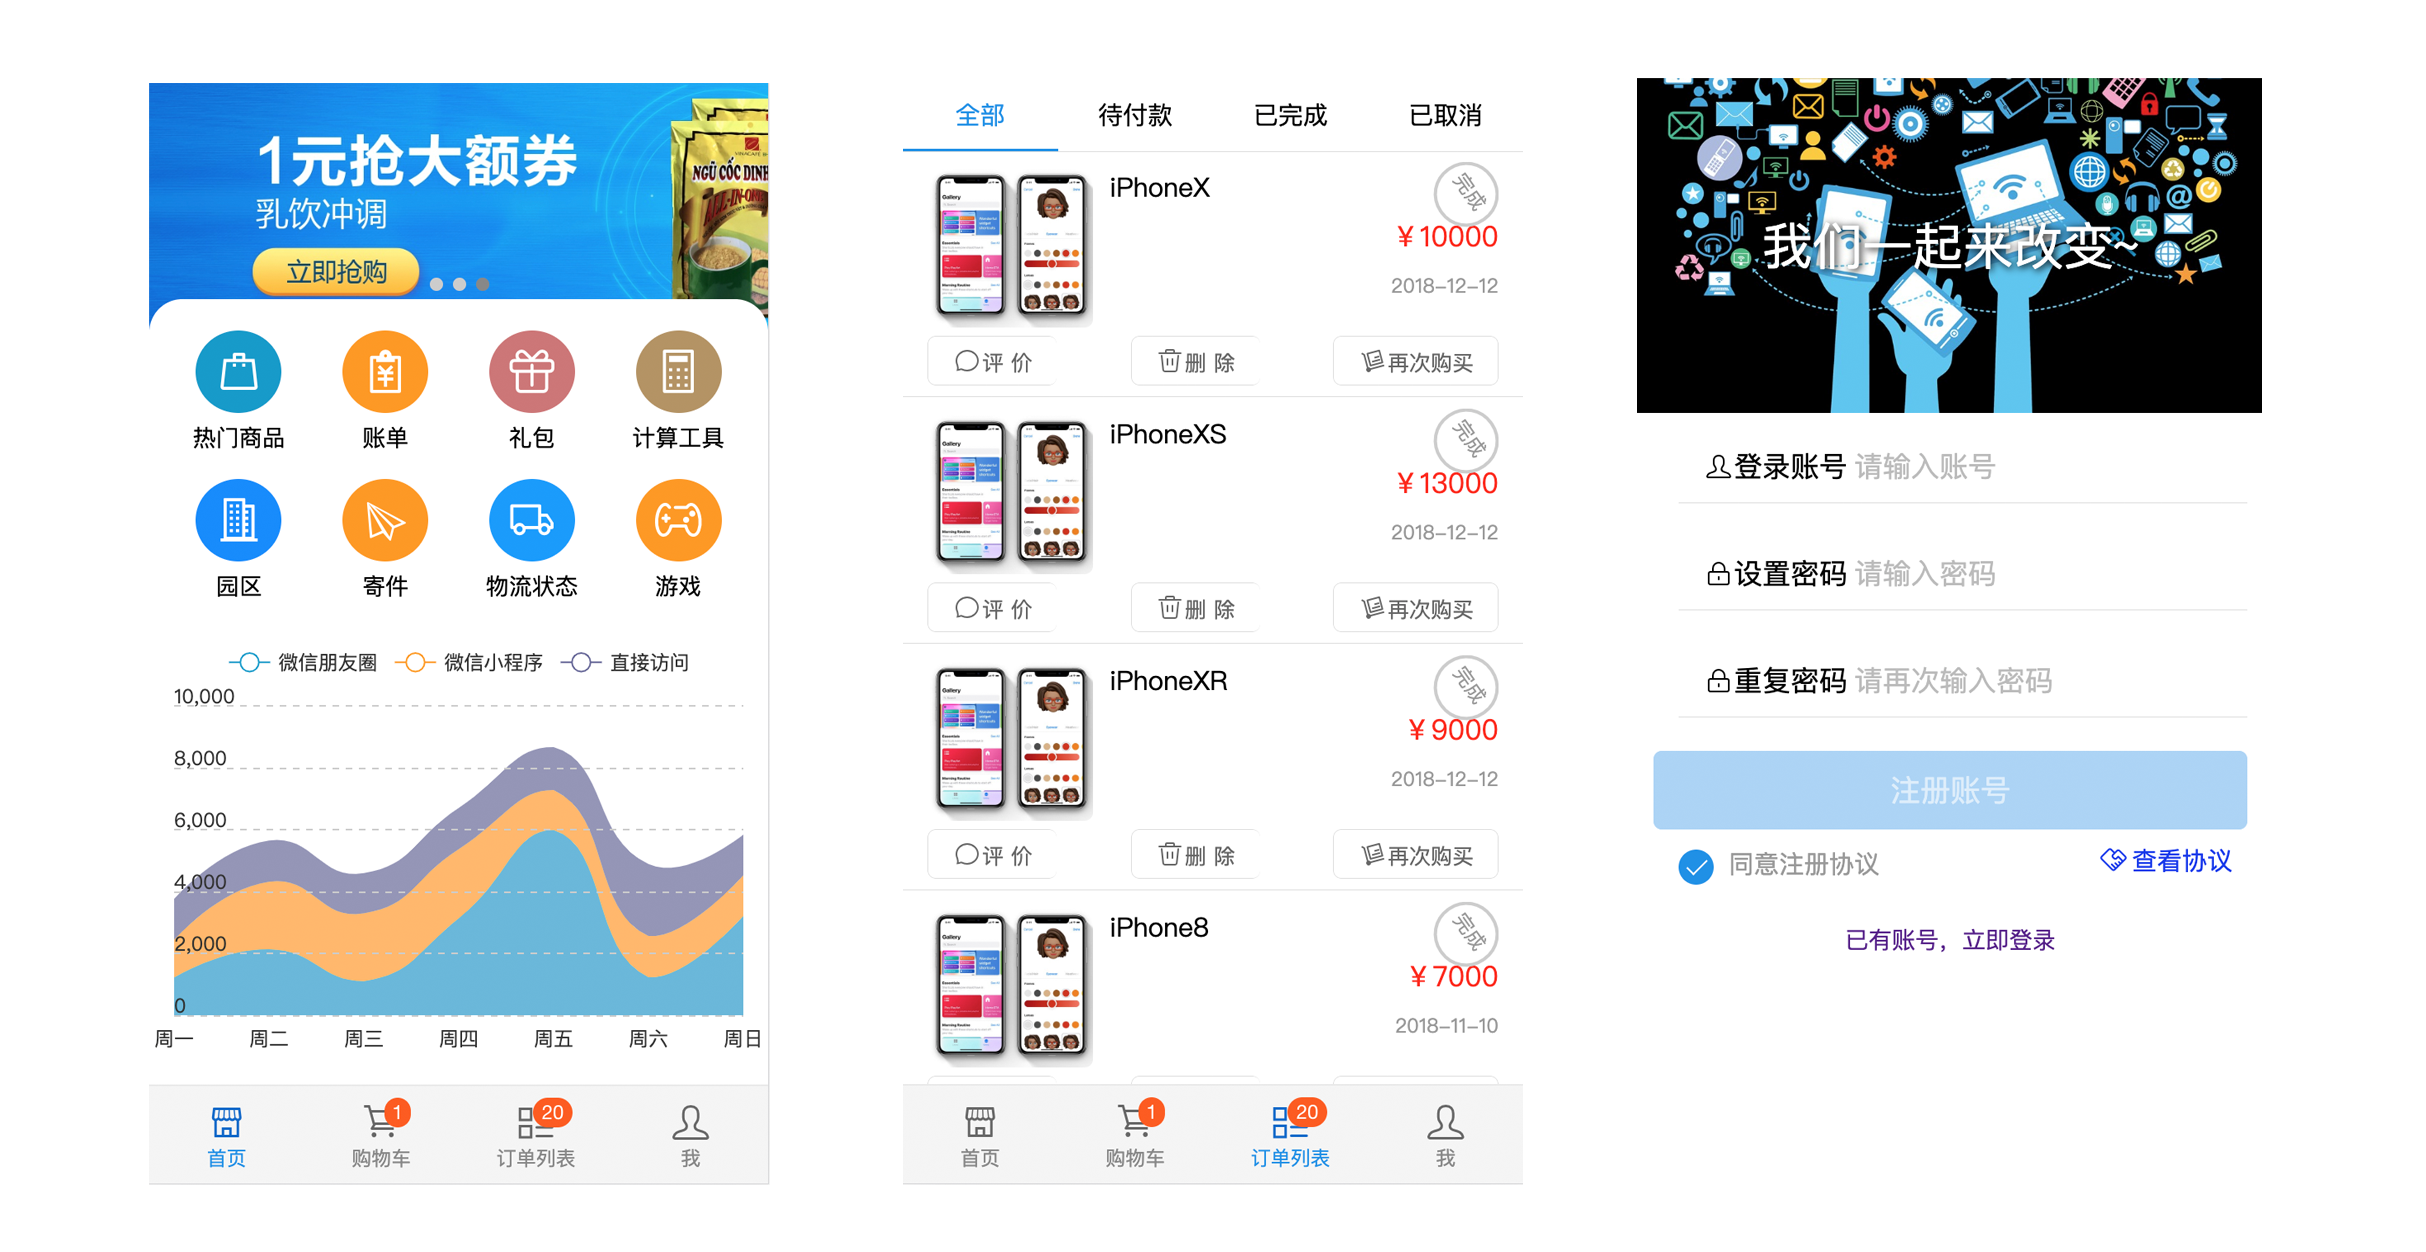 1元抢大额券
乳饮冲调
立即抢购
VINACAFÉ B
NGŨ CỐC DINH
ALL-IN-ONE
热门商品 账单 礼包 计算工具
园区 寄件 物流状态 游戏
微信朋友圈 微信小程序 直接访问
10,000
8,000
6,000
4,000
2,000
0
周一 周二 周三 周四 周五 周六 周日
1 20
首页 购物车 订单列表 我
全部 待付款 已完成 已取消
iPhoneX
完成
¥10000
2018-12-12
Gallery
评 价 删 除 再次购买
iPhoneXS
完成
¥13000
2018-12-12
Gallery
评 价 删 除 再次购买
iPhoneXR
完成
¥9000
2018-12-12
Gallery
评 价 删 除 再次购买
iPhone8
完成
¥7000
2018-11-10
Gallery
1 20
首页 购物车 订单列表 我
我们一起来改变~
登录账号 请输入账号
设置密码 请输入密码
重复密码 请再次输入密码
注册账号
同意注册协议 查看协议
已有账号，立即登录